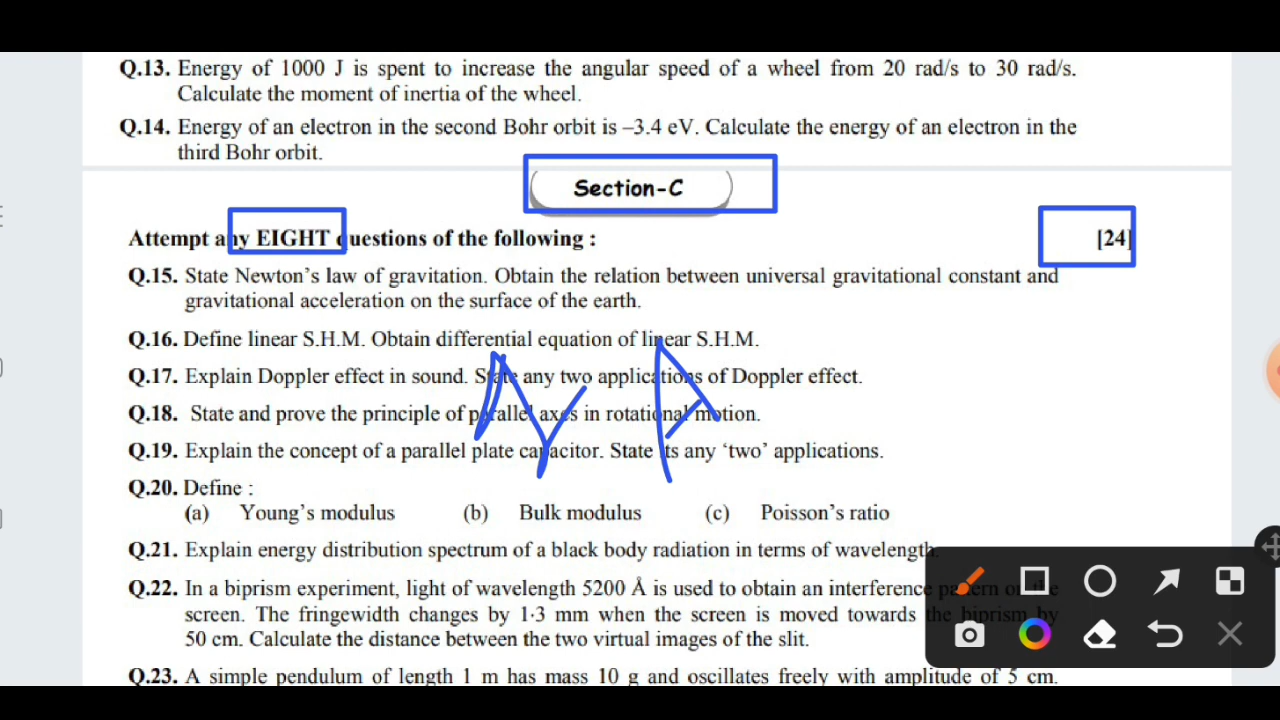 Q.13. Energy of 1000 J is spent to increase the angular speed of a wheel from 20 rad/s to 30 rad/s.
Calculate the moment of inertia of the wheel.
Q.14. Energy of an electron in the second Bohr orbit is –3.4 eV. Calculate the energy of an electron in the
third Bohr orbit.
Section-C
Attempt any EIGHT questions of the following : [24]
Q.15. State Newton's law of gravitation. Obtain the relation between universal gravitational constant and
gravitational acceleration on the surface of the earth.
Q.16. Define linear S.H.M. Obtain differential equation of linear S.H.M.
Q.17. Explain Doppler effect in sound. State any two applications of Doppler effect.
Q.18. State and prove the principle of parallel axes in rotational motion.
Q.19. Explain the concept of a parallel plate capacitor. State its any ‘two’ applications.
Q.20. Define :
(a) Young's modulus (b) Bulk modulus (c) Poisson's ratio
Q.21. Explain energy distribution spectrum of a black body radiation in terms of wavelength.
Q.22. In a biprism experiment, light of wavelength 5200 Å is used to obtain an interference pattern on the
screen. The fringewidth changes by 1·3 mm when the screen is moved towards the biprism by
50 cm. Calculate the distance between the two virtual images of the slit.
Q.23. A simple pendulum of length 1 m has mass 10 g and oscillates freely with amplitude of 5 cm.